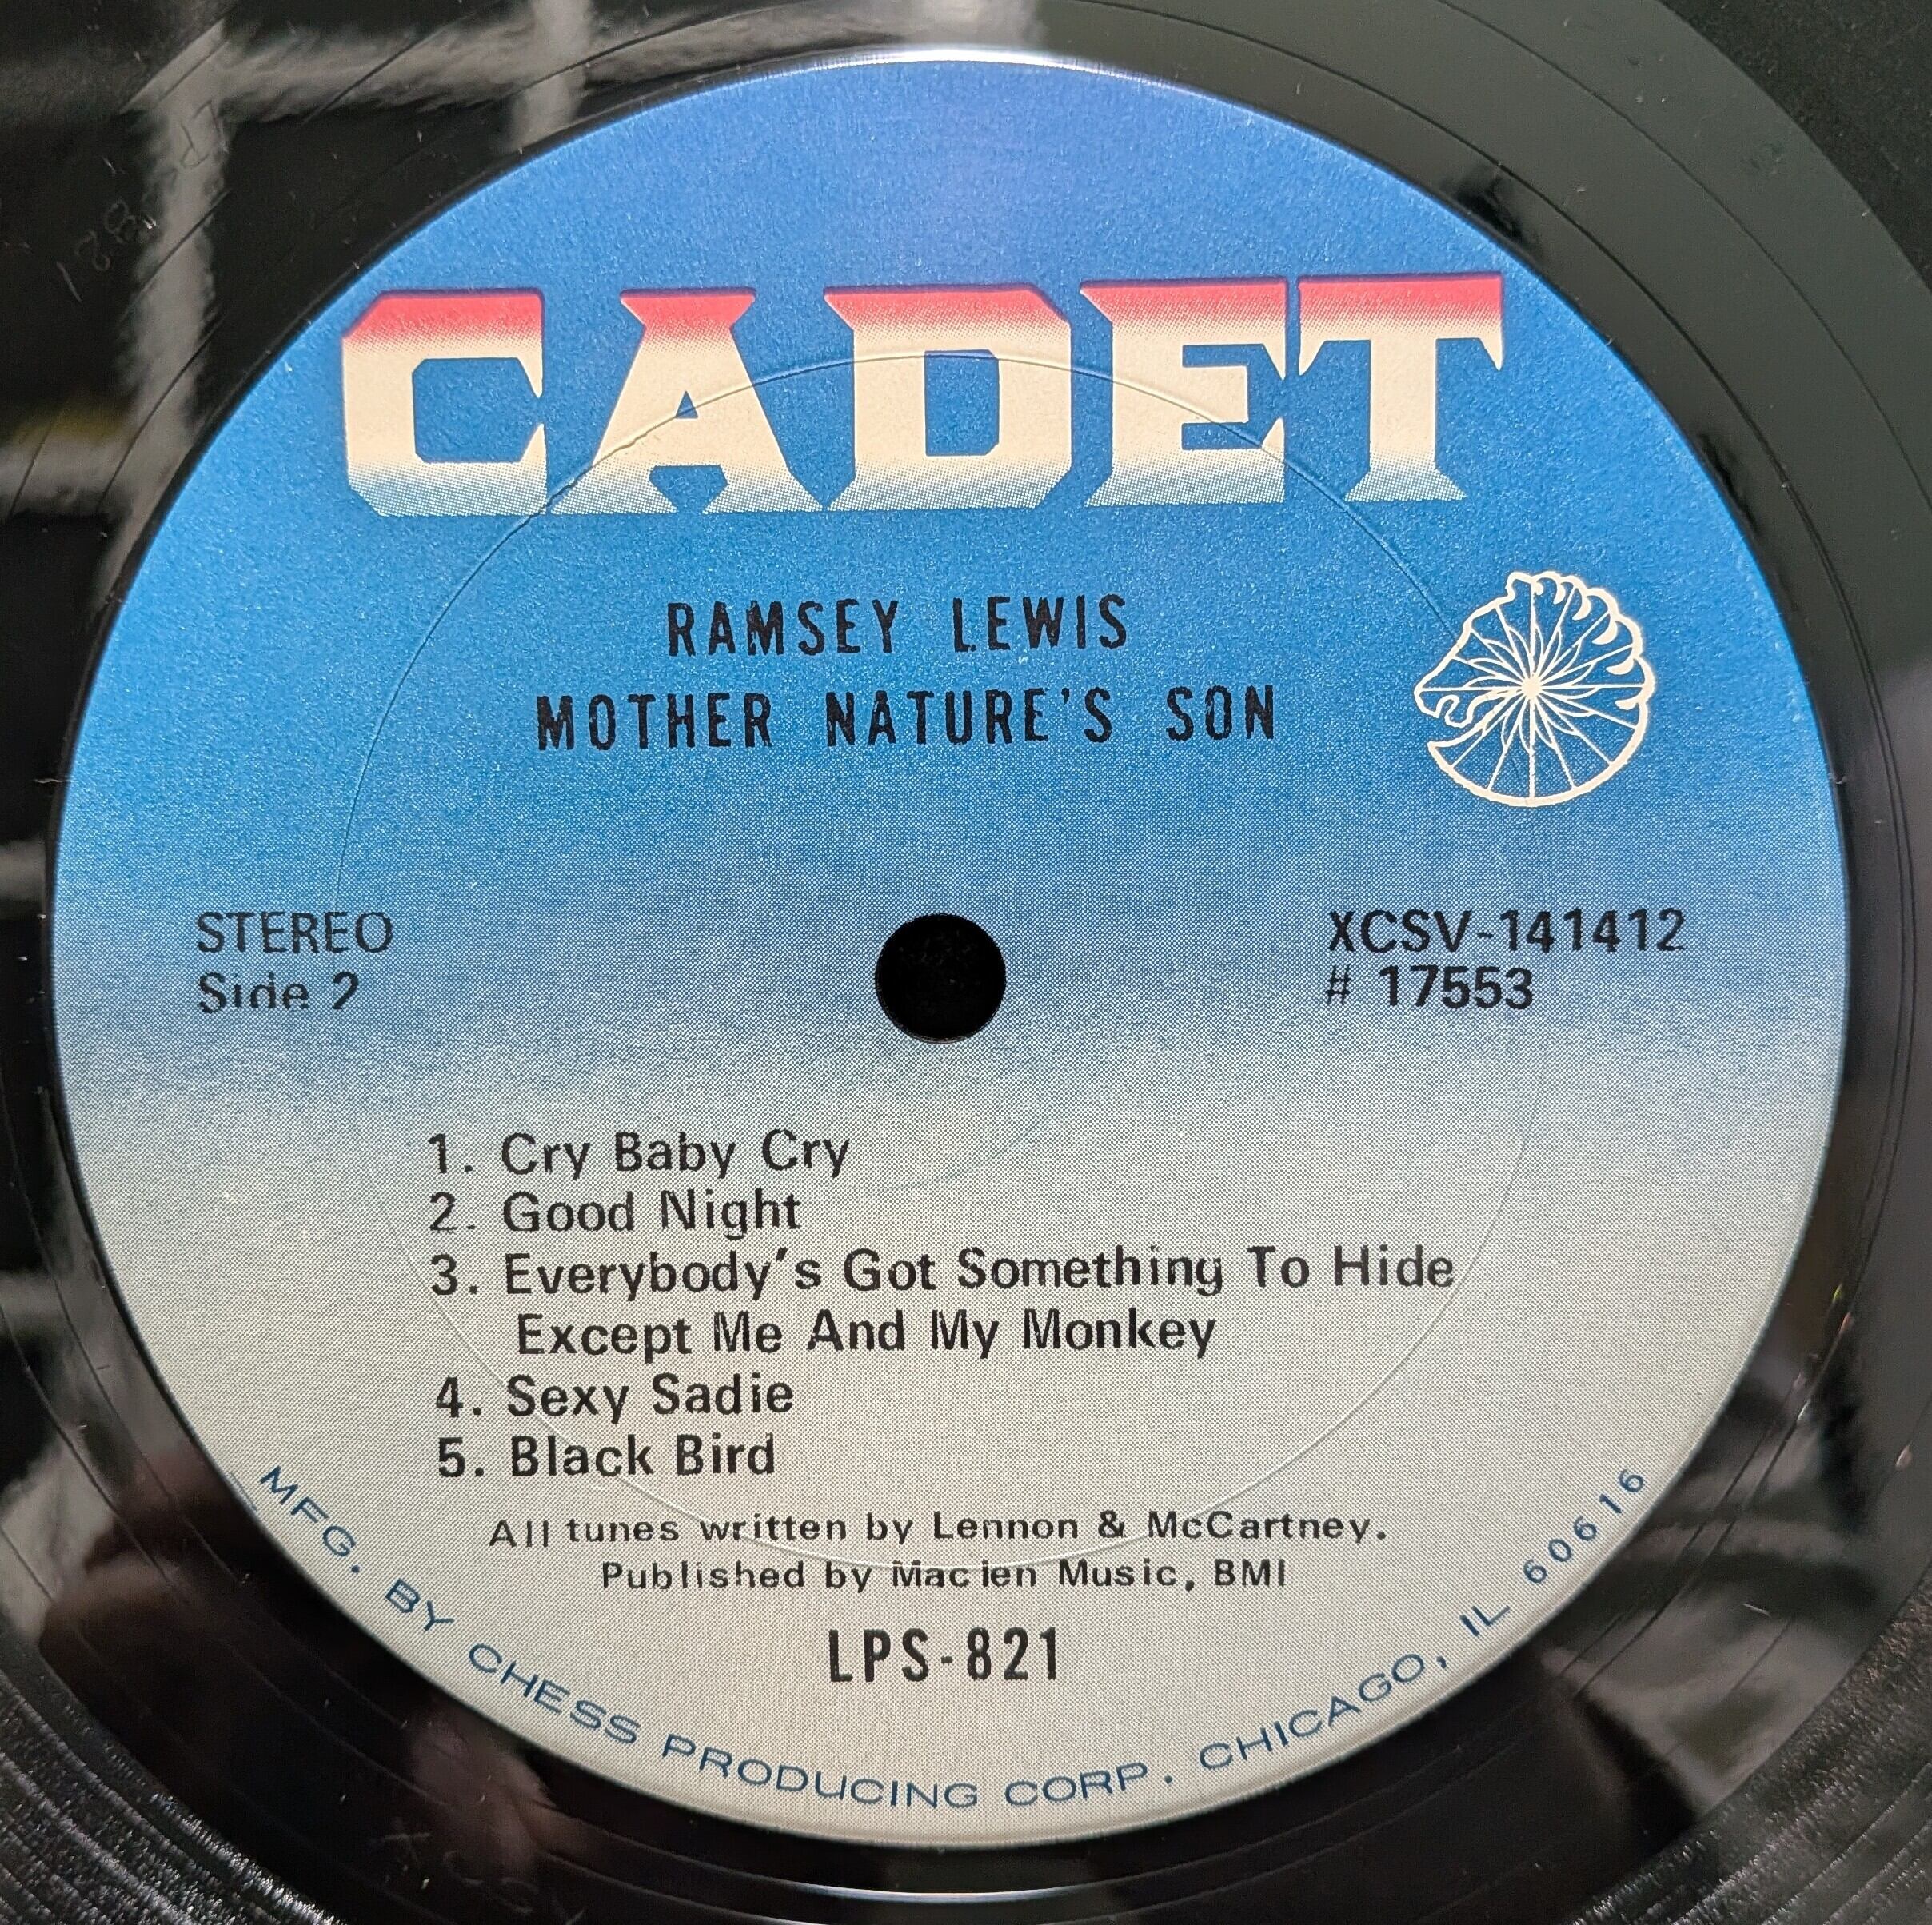 CADET
RAMSEY LEWIS
MOTHER NATURE'S SON
STEREO
Side 2
XCSV-141412
# 17553
1. Cry Baby Cry
2. Good Night
3. Everybody's Got Something To Hide
Except Me And My Monkey
4. Sexy Sadie
5. Black Bird
All tunes written by Lennon & McCartney.
Published by Maclen Music, BMI
LPS-821
MFG. BY CHESS PRODUCING CORP. CHICAGO, IL 60616
821